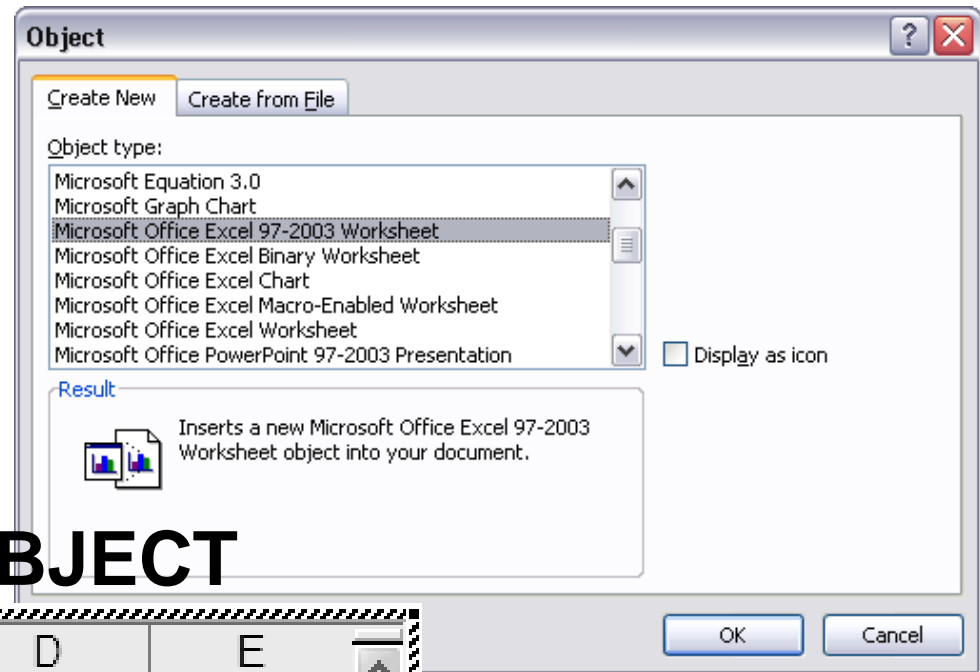 Object
Create New Create from File
Object type:
Microsoft Equation 3.0
Microsoft Graph Chart
Microsoft Office Excel 97-2003 Worksheet
Microsoft Office Excel Binary Worksheet
Microsoft Office Excel Chart
Microsoft Office Excel Macro-Enabled Worksheet
Microsoft Office Excel Worksheet
Microsoft Office PowerPoint 97-2003 Presentation
Display as icon
Result
Inserts a new Microsoft Office Excel 97-2003
Worksheet object into your document.
BJECT
D E
OK Cancel